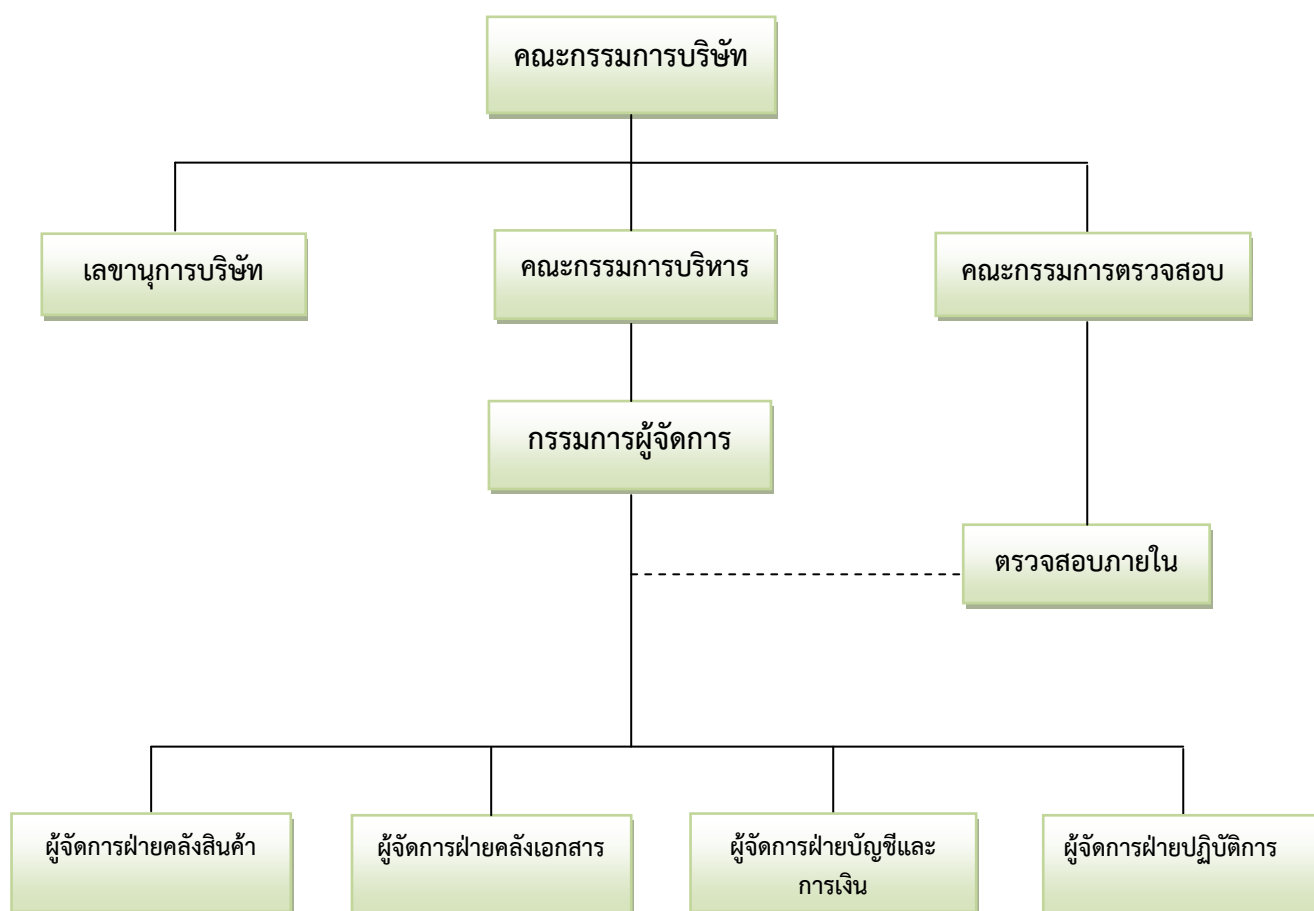 คณะกรรมการบริษัท
เลขานุการบริษัท
คณะกรรมการบริหาร
คณะกรรมการตรวจสอบ
กรรมการผู้จัดการ
ตรวจสอบภายใน
ผู้จัดการฝ่ายคลังสินค้า
ผู้จัดการฝ่ายคลังเอกสาร
ผู้จัดการฝ่ายบัญชีและ
การเงิน
ผู้จัดการฝ่ายปฏิบัติการ